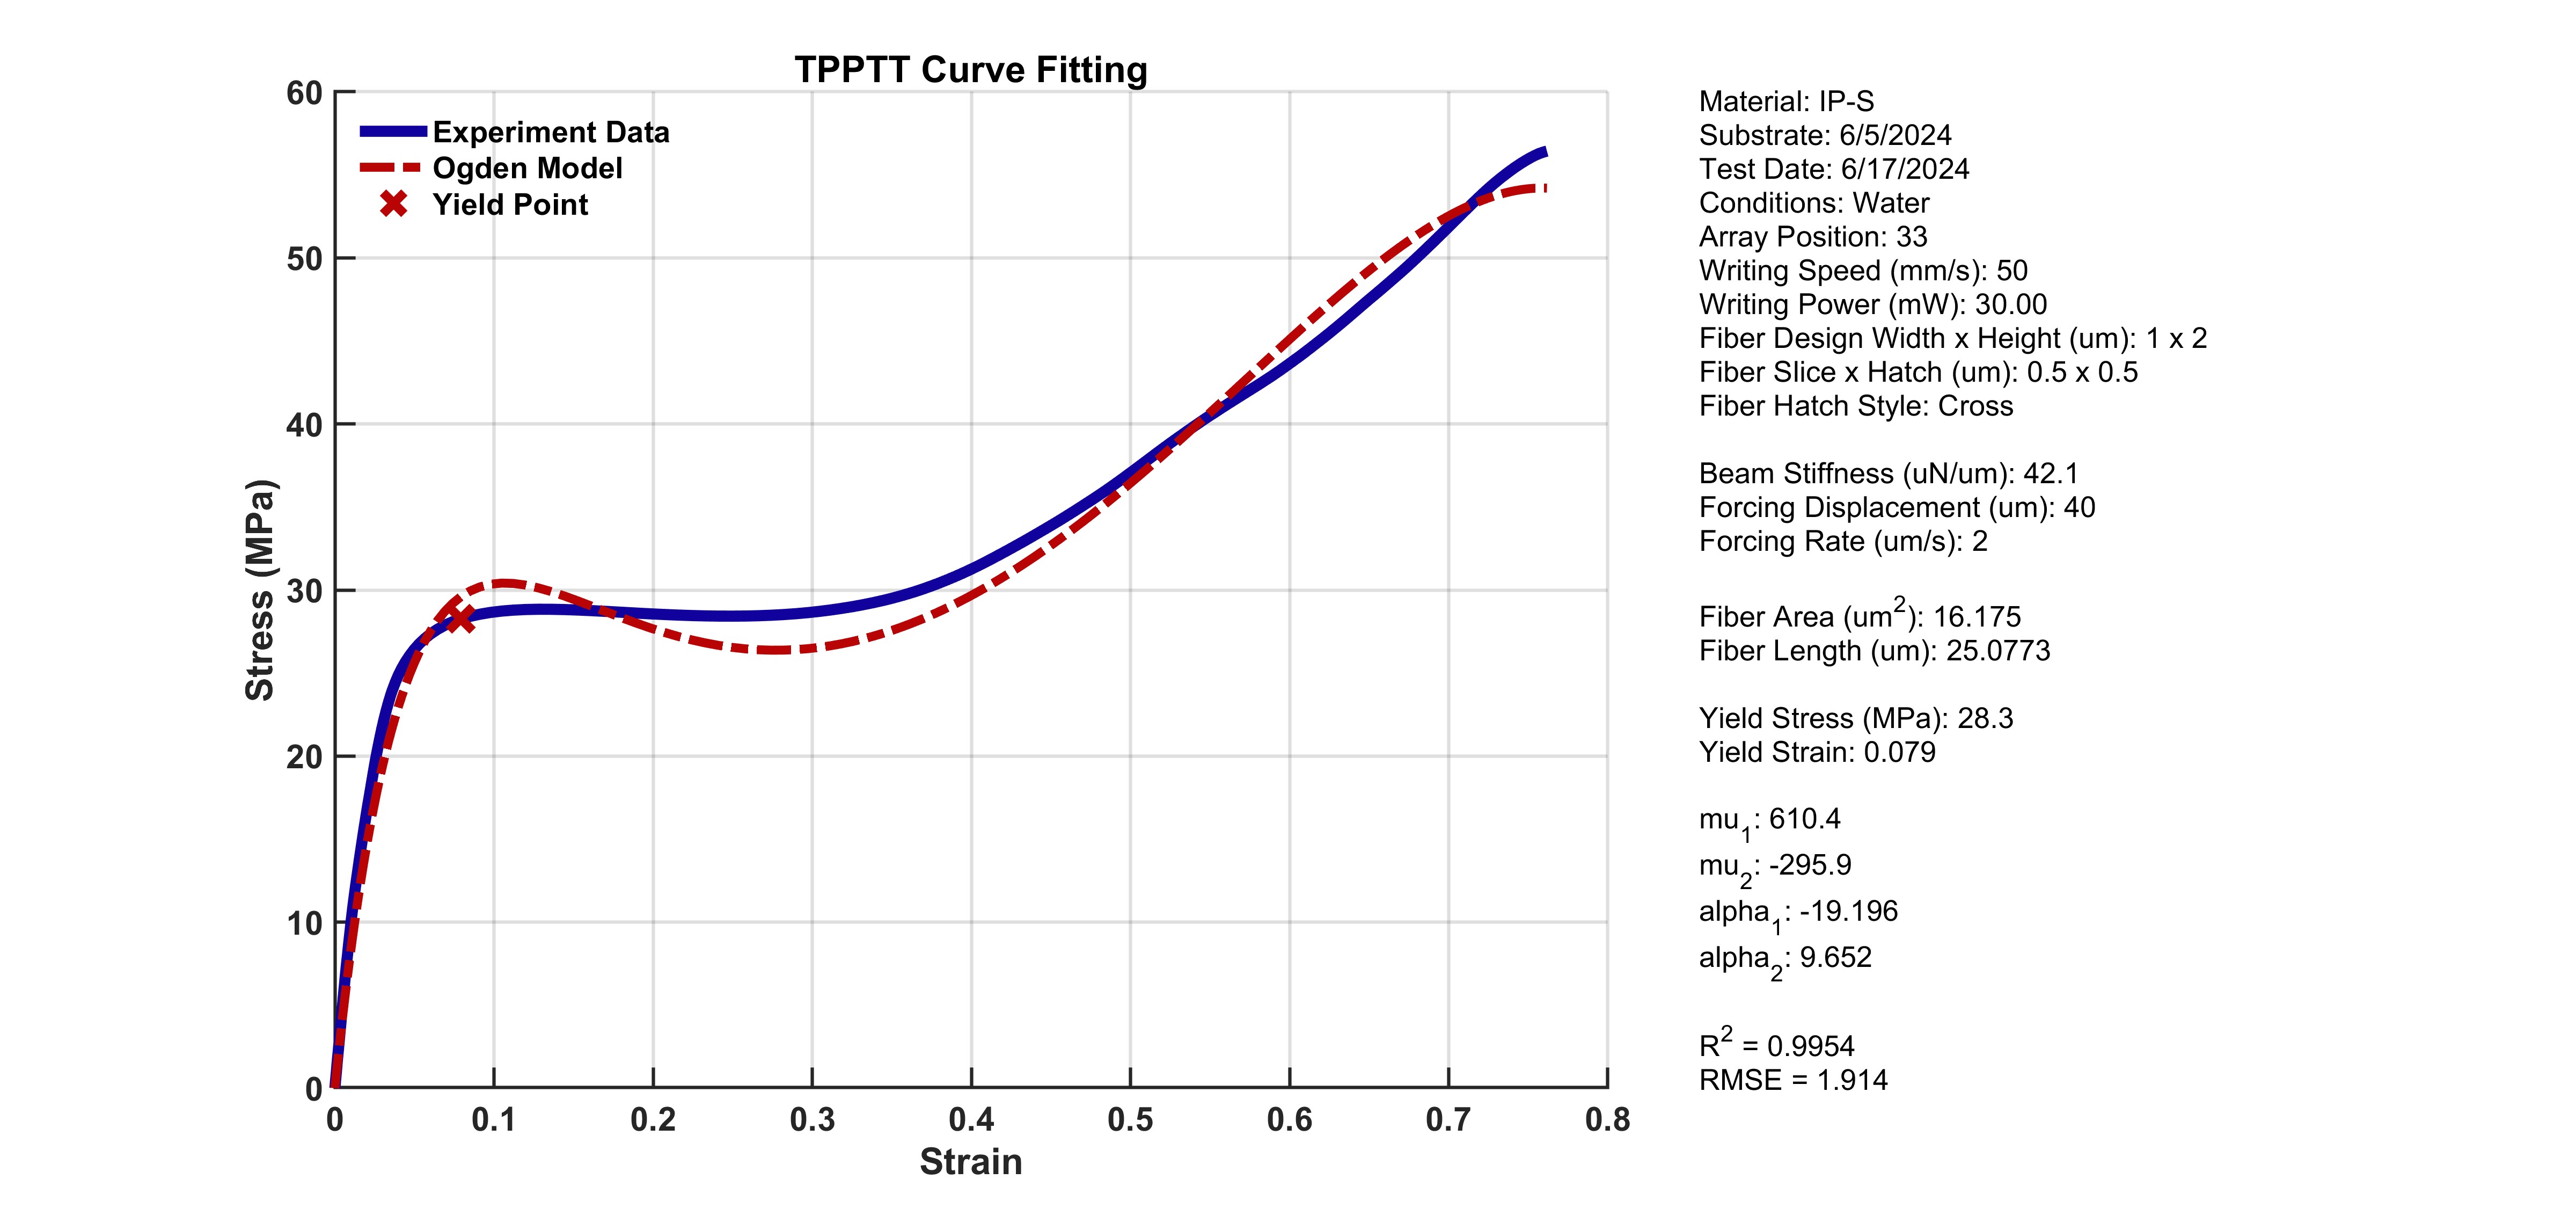 TPPTT Curve Fitting
60
50
40
30
20
10
0
Stress (MPa)
Experiment Data
Ogden Model
Yield Point
0 0.1 0.2 0.3 0.4 0.5 0.6 0.7 0.8
Strain
Material: IP-S
Substrate: 6/5/2024
Test Date: 6/17/2024
Conditions: Water
Array Position: 33
Writing Speed (mm/s): 50
Writing Power (mW): 30.00
Fiber Design Width x Height (um): 1 x 2
Fiber Slice x Hatch (um): 0.5 x 0.5
Fiber Hatch Style: Cross
Beam Stiffness (uN/um): 42.1
Forcing Displacement (um): 40
Forcing Rate (um/s): 2
Fiber Area (um²): 16.175
Fiber Length (um): 25.0773
Yield Stress (MPa): 28.3
Yield Strain: 0.079
mu₁: 610.4
mu₂: -295.9
alpha₁: -19.196
alpha₂: 9.652
R² = 0.9954
RMSE = 1.914